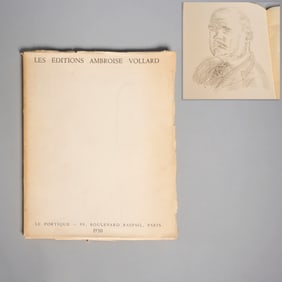 LES EDITIONS AMBROISE VOLLARD
LE PORTIQUE — 99, BOULEVARD RASPAIL, PARIS
1930